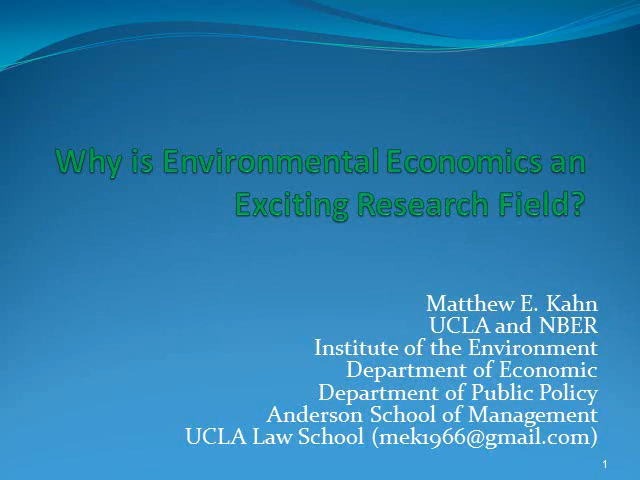 Why is Environmental Economics an
Exciting Research Field?
Matthew E. Kahn
UCLA and NBER
Institute of the Environment
Department of Economic
Department of Public Policy
Anderson School of Management
UCLA Law School (mek1966@gmail.com)
1